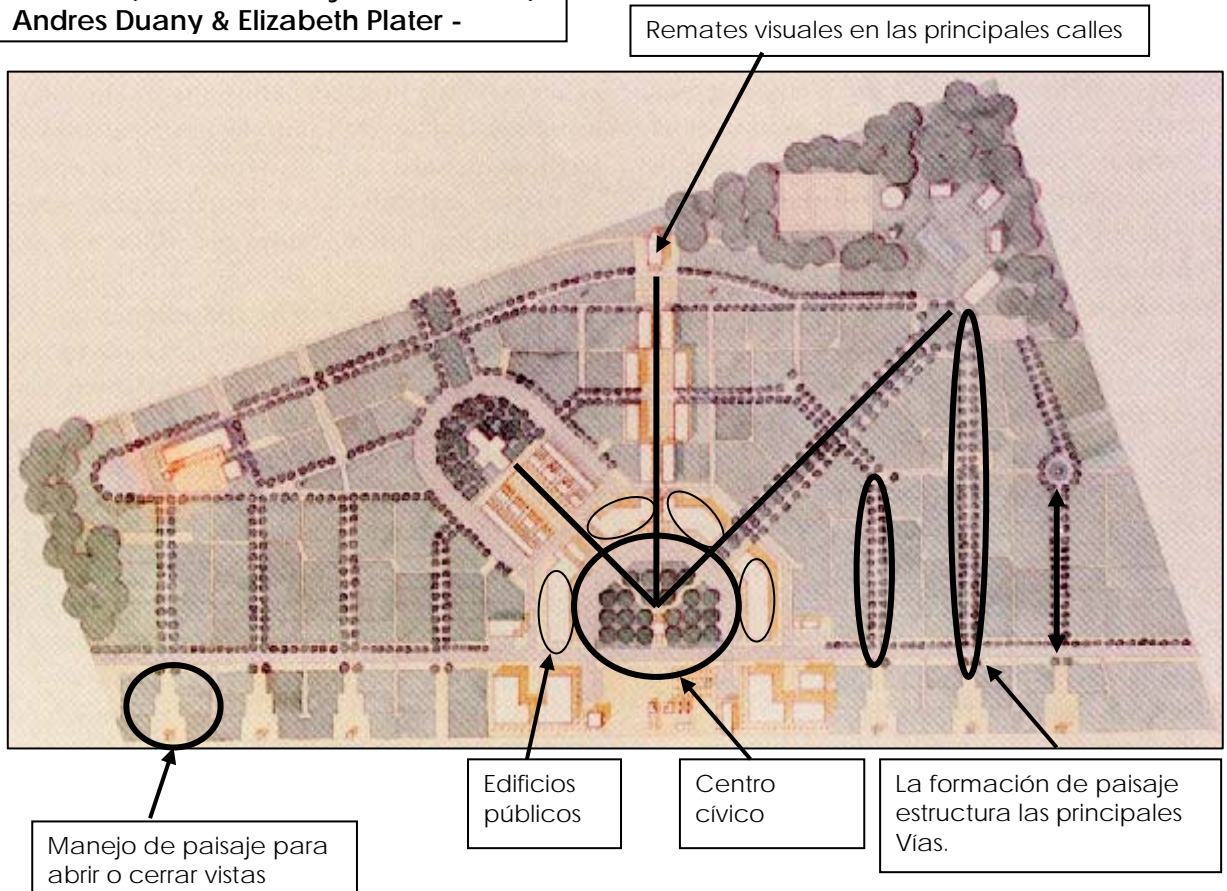 Andres Duany & Elizabeth Plater -
Remates visuales en las principales calles
Edificios
públicos
Centro
cívico
La formación de paisaje
estructura las principales
Vías.
Manejo de paisaje para
abrir o cerrar vistas